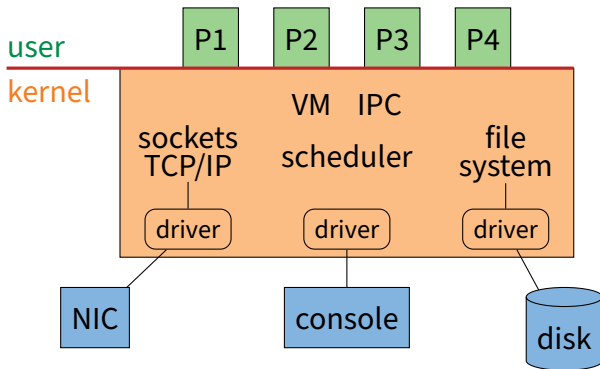 P1 P2 P3 P4
user
kernel
VM IPC
sockets
TCP/IP
scheduler
file
system
driver driver driver
NIC
console
disk